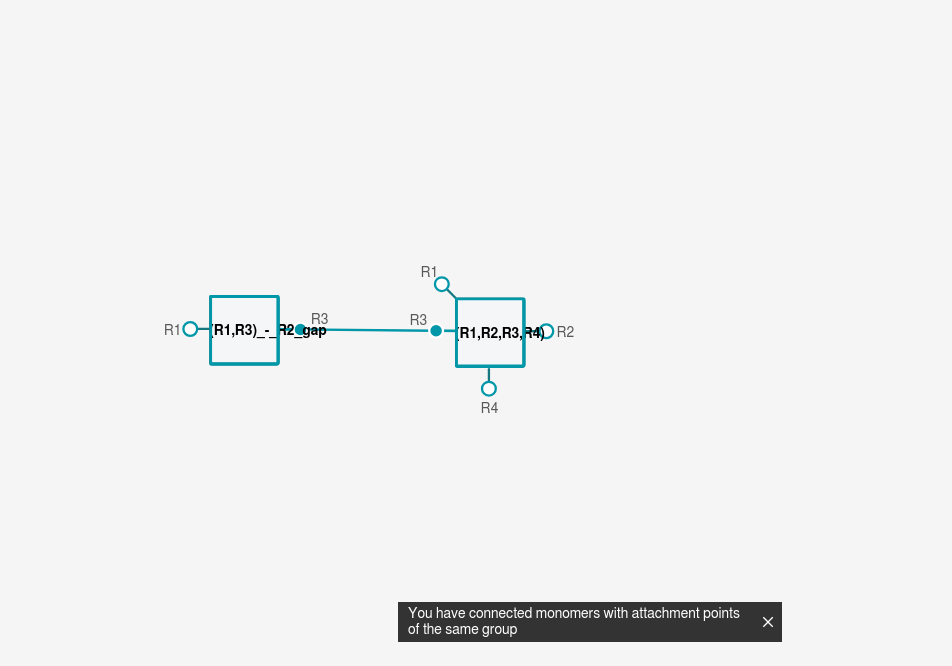 R1
R3
R3
R1
R2
R4
(R1,R3)_-_R2_gap
(R1,R2,R3,R4)
You have connected monomers with attachment points
of the same group